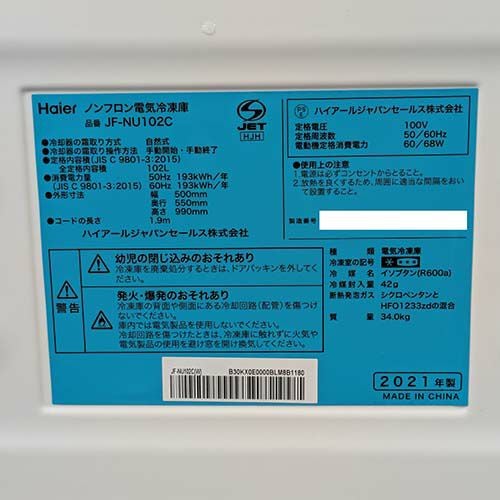 Haier ノンフロン電気冷凍庫
品番 JF-NU102C
JET
HJH
●冷却器の霜取り方式 自然式
●冷却器の霜取り操作方法 手動開始・手動終了
●定格内容積(JIS C 9801-3:2015)
全定格内容積 102L
●消費電力量 50Hz 193kWh/年
(JIS C 9801-3:2015) 60Hz 193kWh/年
●外形寸法 幅 500mm
奥行 550mm
高さ 990mm
●コードの長さ 1.9m
ハイアールジャパンセールス株式会社
PS
E
ハイアールジャパンセールス株式会社
定格電圧 100V
定格周波数 50/60Hz
電動機定格消費電力 60/68W
●使用上の注意
1.電源は必ずコンセントからとること。
2.放熱を良くするため、周囲に適当な間隔をおい
て設置すること。
製造番号
警告
幼児の閉じ込みのおそれあり
冷凍庫を廃棄処分するときは、ドアパッキンを外してく
ださい。
発火・爆発のおそれあり
冷凍庫の背面や側面にある冷却回路(配管)を傷つけ
ないでください。
庫内では電気製品を使用しないでください。
冷却回路を傷つけたときは、冷凍庫に触れずに火気や
電気製品の使用を避け窓を開け換気してください。
種類 電気冷凍庫
冷凍室の記号
冷媒 イソブタン(R600a)
冷媒封入量 42g
断熱発泡ガス シクロペンタンと
HFO1233zdの混合
質量 34.0kg
JF-NU102C(W) B30KX0E0000BLM8B1180
2021年製
MADE IN CHINA